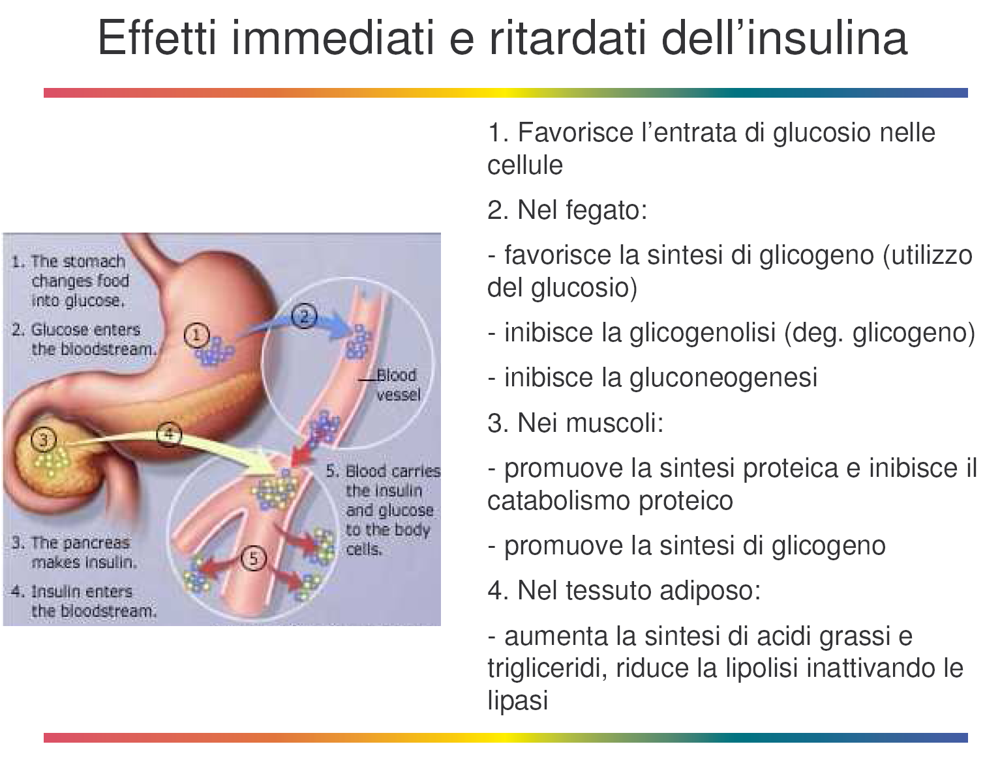 Effetti immediati e ritardati dell’insulina
1. The stomach
changes food
into glucose.
2. Glucose enters
the bloodstream.
1
2
Blood
vessel
3
4
5. Blood carries
the insulin
and glucose
to the body
cells.
5
3. The pancreas
makes insulin.
4. Insulin enters
the bloodstream.
1. Favorisce l’entrata di glucosio nelle
cellule
2. Nel fegato:
- favorisce la sintesi di glicogeno (utilizzo
del glucosio)
- inibisce la glicogenolisi (deg. glicogeno)
- inibisce la gluconeogenesi
3. Nei muscoli:
- promuove la sintesi proteica e inibisce il
catabolismo proteico
- promuove la sintesi di glicogeno
4. Nel tessuto adiposo:
- aumenta la sintesi di acidi grassi e
trigliceridi, riduce la lipolisi inattivando le
lipasi